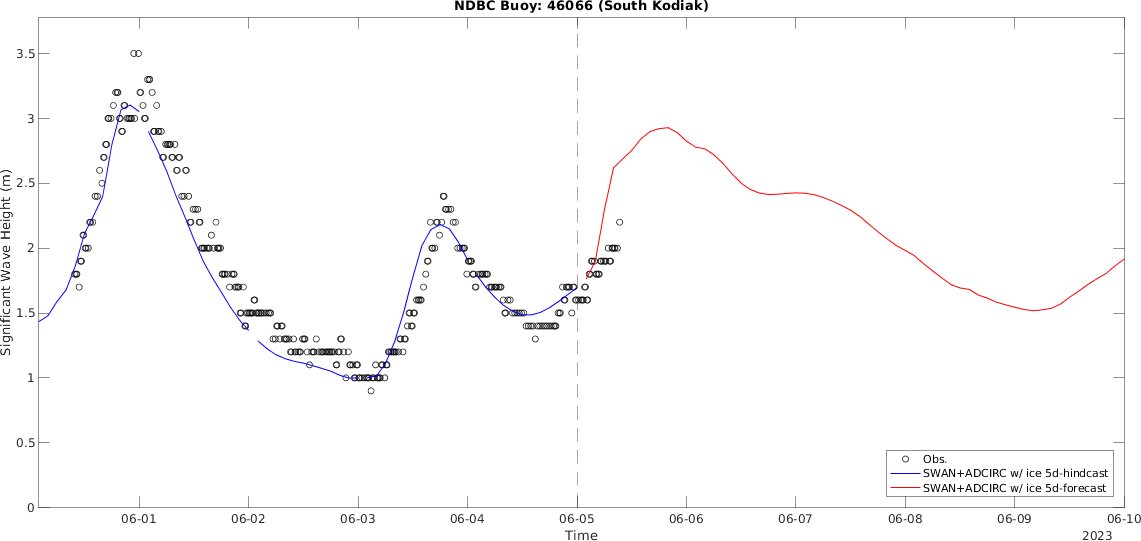 NDBC Buoy: 46066 (South Kodiak)
Significant Wave Height (m)
3.5
3
2.5
2
1.5
1
0.5
0
Obs.
SWAN+ADCIRC w/ ice 5d-hindcast
SWAN+ADCIRC w/ ice 5d-forecast
06-01 06-02 06-03 06-04 06-05 06-06 06-07 06-08 06-09 06-10
Time 2023